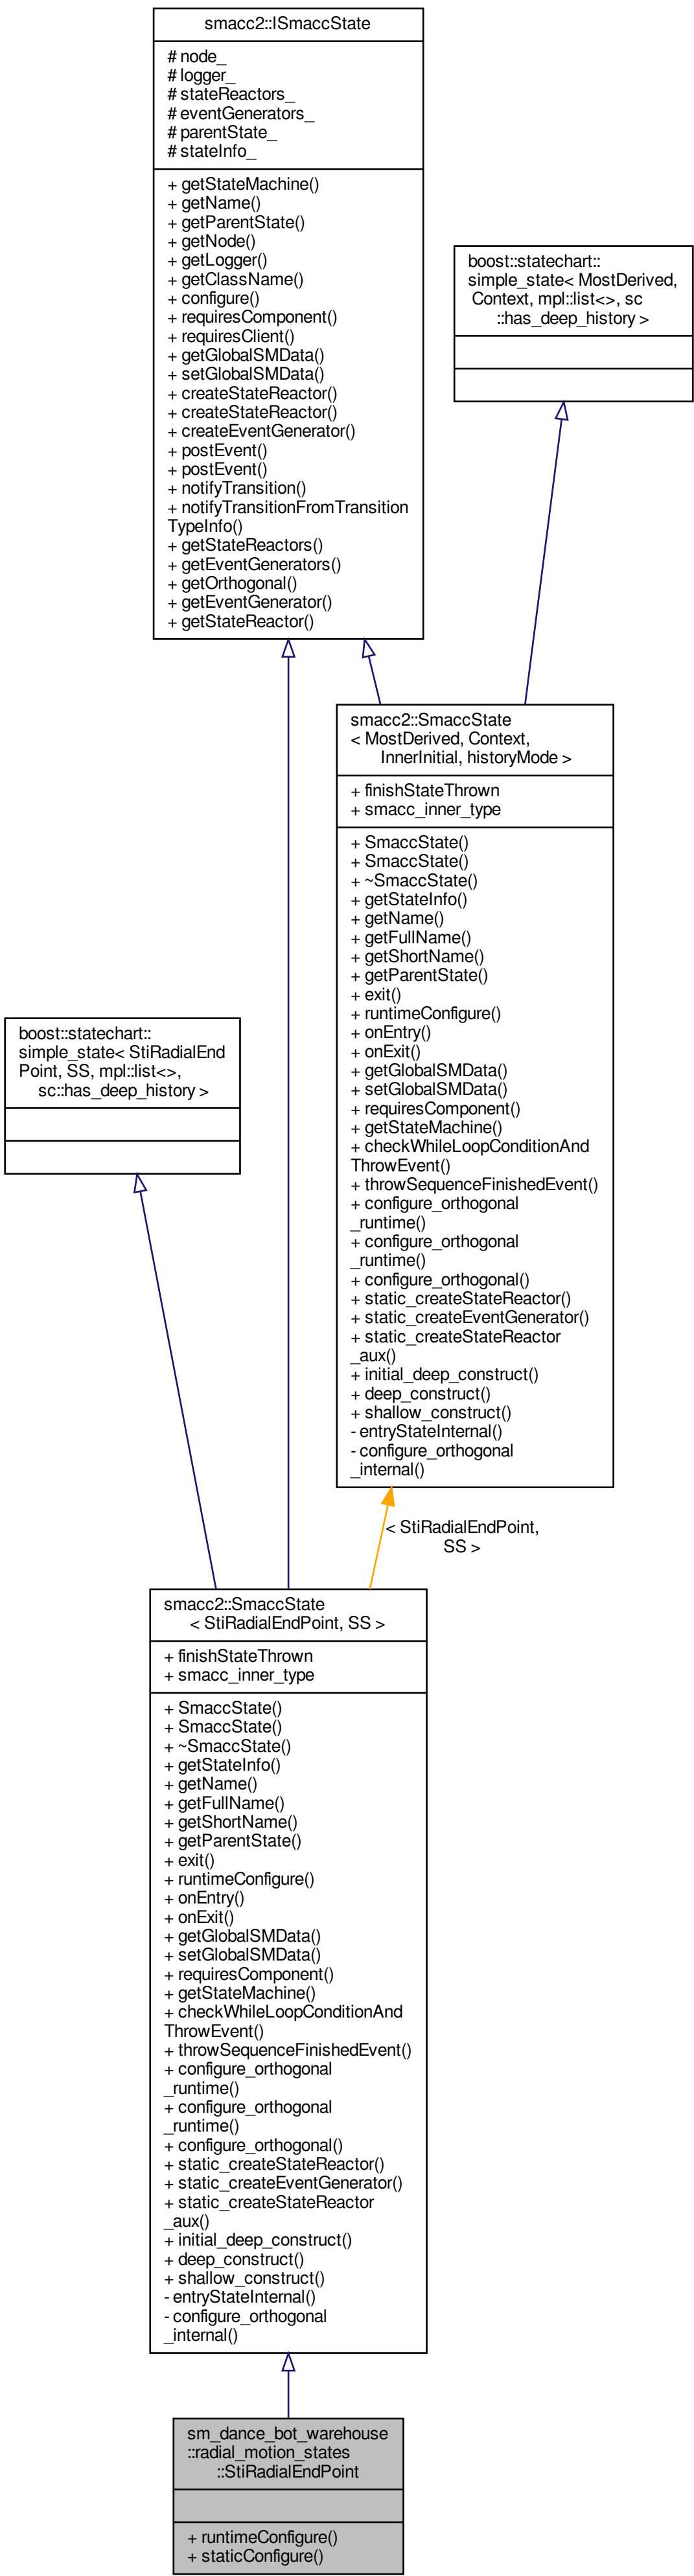 smacc2::ISmaccState
# node_
# logger_
# stateReactors_
# eventGenerators_
# parentState_
# stateInfo_
+ getStateMachine()
+ getName()
+ getParentState()
+ getNode()
+ getLogger()
+ getClassName()
+ configure()
+ requiresComponent()
+ requiresClient()
+ getGlobalSMData()
+ setGlobalSMData()
+ createStateReactor()
+ createStateReactor()
+ createEventGenerator()
+ postEvent()
+ postEvent()
+ notifyTransition()
+ notifyTransitionFromTransition
TypeInfo()
+ getStateReactors()
+ getEventGenerators()
+ getOrthogonal()
+ getEventGenerator()
+ getStateReactor()
boost::statechart::
simple_state< MostDerived,
Context, mpl::list<>, sc
::has_deep_history >
smacc2::SmaccState
< MostDerived, Context,
InnerInitial, historyMode >
+ finishStateThrown
+ smacc_inner_type
+ SmaccState()
+ SmaccState()
+ ~SmaccState()
+ getStateInfo()
+ getName()
+ getFullName()
+ getShortName()
+ getParentState()
+ exit()
+ runtimeConfigure()
+ onEntry()
+ onExit()
+ getGlobalSMData()
+ setGlobalSMData()
+ requiresComponent()
+ getStateMachine()
+ checkWhileLoopConditionAnd
ThrowEvent()
+ throwSequenceFinishedEvent()
+ configure_orthogonal
_runtime()
+ configure_orthogonal
_runtime()
+ configure_orthogonal()
+ static_createStateReactor()
+ static_createEventGenerator()
+ static_createStateReactor
_aux()
+ initial_deep_construct()
+ deep_construct()
+ shallow_construct()
- entryStateInternal()
- configure_orthogonal
_internal()
boost::statechart::
simple_state< StiRadialEnd
Point, SS, mpl::list<>,
sc::has_deep_history >
< StiRadialEndPoint,
SS >
smacc2::SmaccState
< StiRadialEndPoint, SS >
+ finishStateThrown
+ smacc_inner_type
+ SmaccState()
+ SmaccState()
+ ~SmaccState()
+ getStateInfo()
+ getName()
+ getFullName()
+ getShortName()
+ getParentState()
+ exit()
+ runtimeConfigure()
+ onEntry()
+ onExit()
+ getGlobalSMData()
+ setGlobalSMData()
+ requiresComponent()
+ getStateMachine()
+ checkWhileLoopConditionAnd
ThrowEvent()
+ throwSequenceFinishedEvent()
+ configure_orthogonal
_runtime()
+ configure_orthogonal
_runtime()
+ configure_orthogonal()
+ static_createStateReactor()
+ static_createEventGenerator()
+ static_createStateReactor
_aux()
+ initial_deep_construct()
+ deep_construct()
+ shallow_construct()
- entryStateInternal()
- configure_orthogonal
_internal()
sm_dance_bot_warehouse
::radial_motion_states
::StiRadialEndPoint
+ runtimeConfigure()
+ staticConfigure()